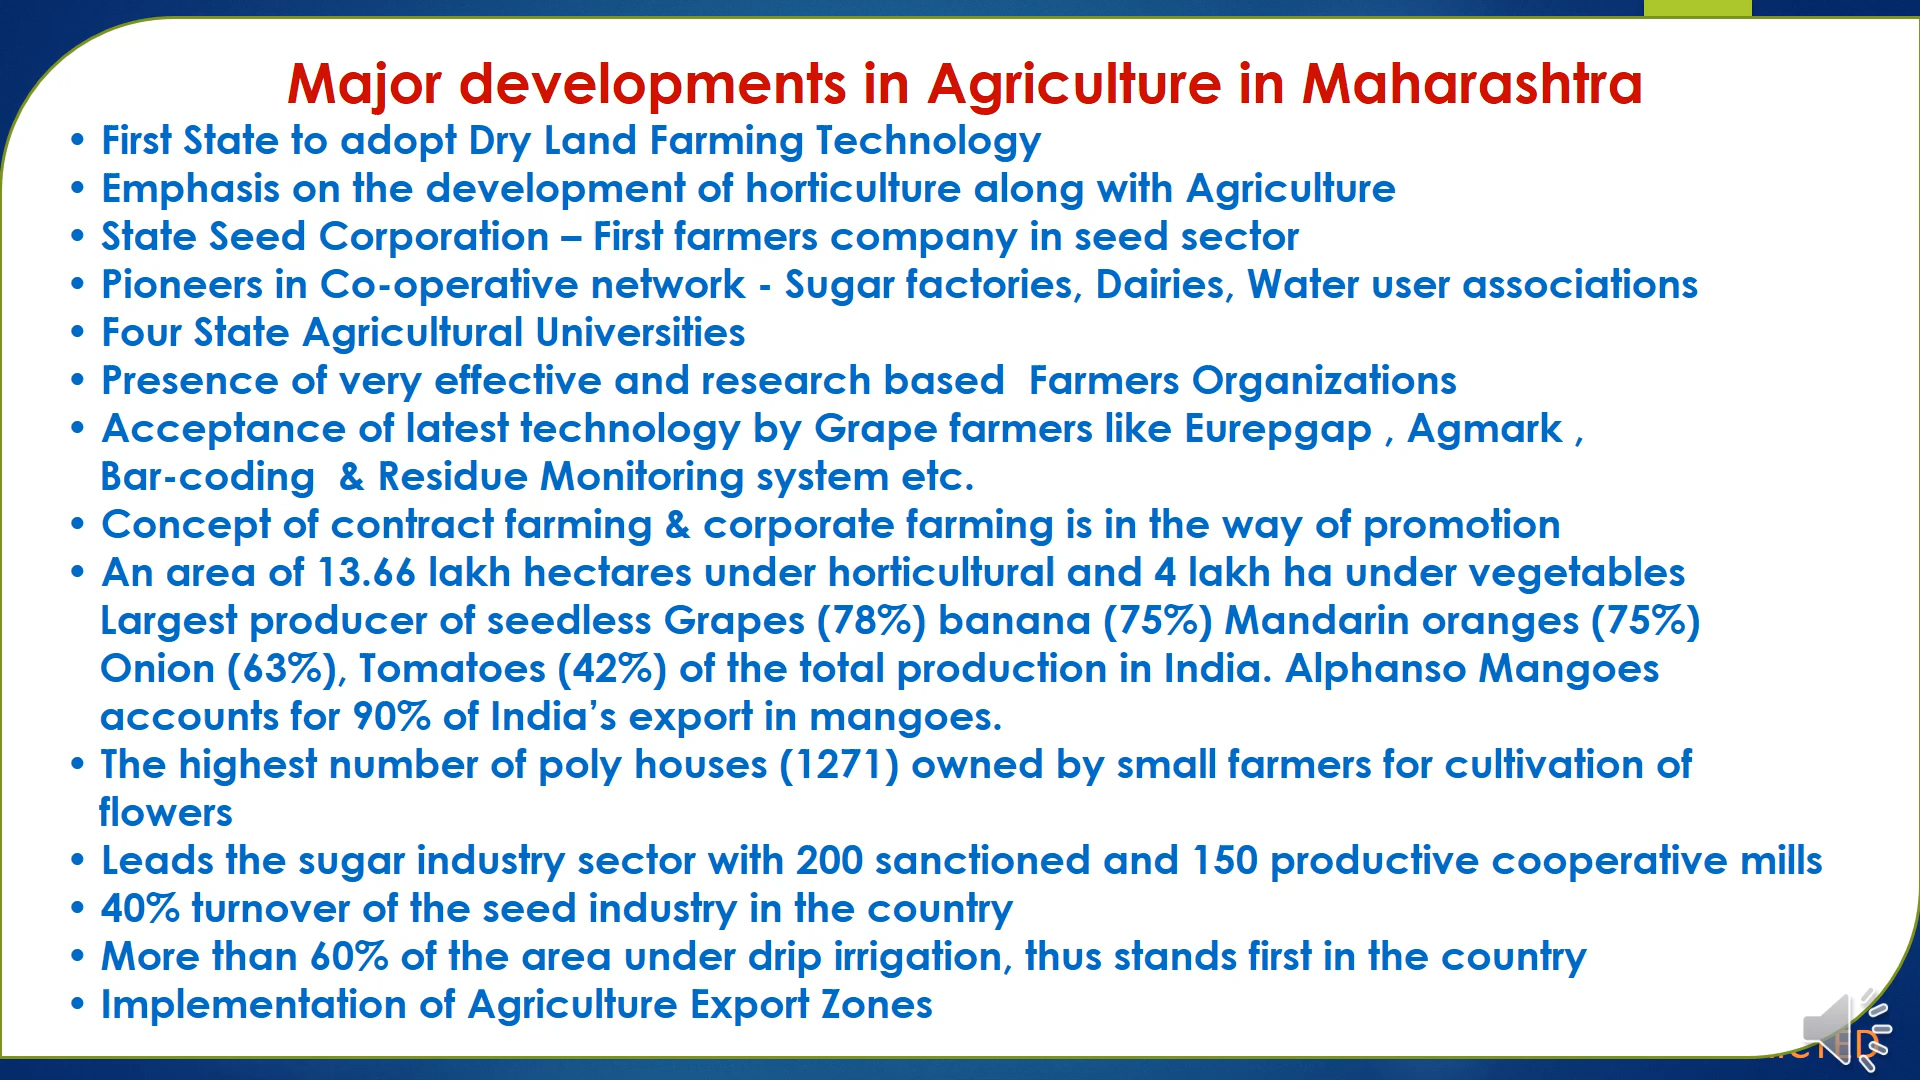 Major developments in Agriculture in Maharashtra
• First State to adopt Dry Land Farming Technology
• Emphasis on the development of horticulture along with Agriculture
• State Seed Corporation – First farmers company in seed sector
• Pioneers in Co-operative network - Sugar factories, Dairies, Water user associations
• Four State Agricultural Universities
• Presence of very effective and research based  Farmers Organizations
• Acceptance of latest technology by Grape farmers like Eurepgap , Agmark ,
Bar-coding  & Residue Monitoring system etc.
• Concept of contract farming & corporate farming is in the way of promotion
• An area of 13.66 lakh hectares under horticultural and 4 lakh ha under vegetables
Largest producer of seedless Grapes (78%) banana (75%) Mandarin oranges (75%)
Onion (63%), Tomatoes (42%) of the total production in India. Alphanso Mangoes
accounts for 90% of India’s export in mangoes.
• The highest number of poly houses (1271) owned by small farmers for cultivation of
flowers
• Leads the sugar industry sector with 200 sanctioned and 150 productive cooperative mills
• 40% turnover of the seed industry in the country
• More than 60% of the area under drip irrigation, thus stands first in the country
• Implementation of Agriculture Export Zones